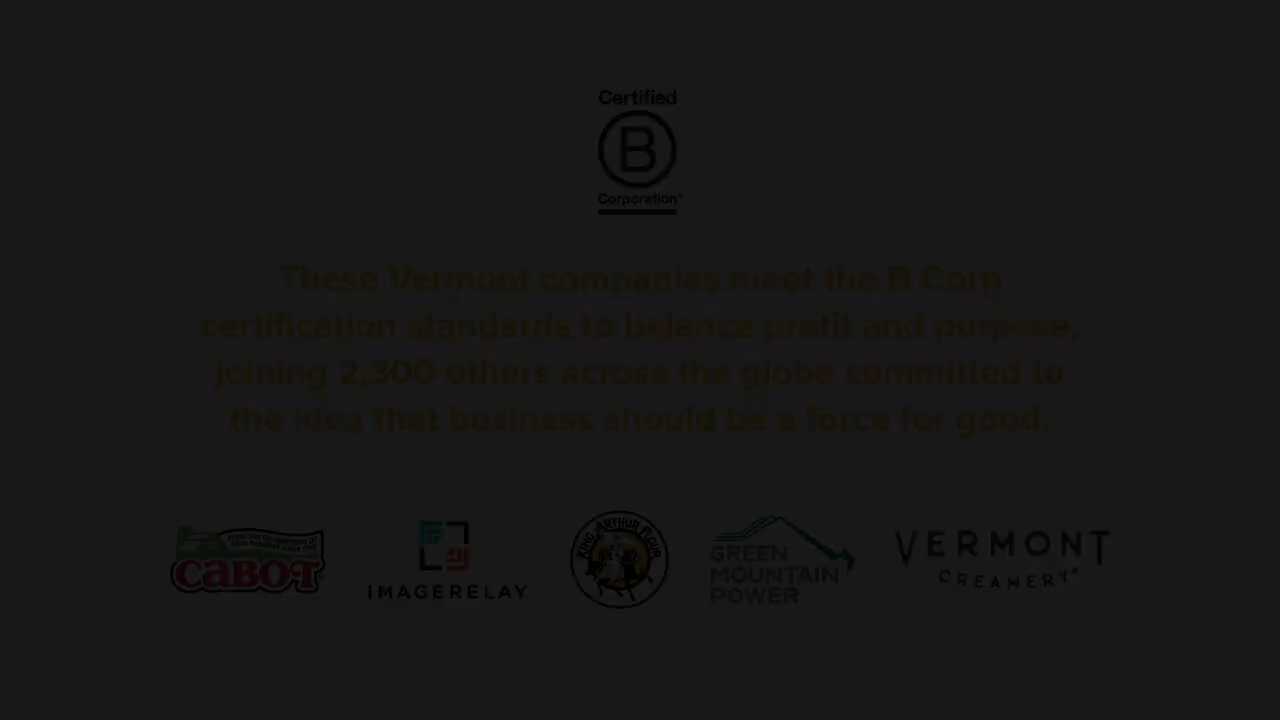 Certified
B
Corporation
These Vermont companies meet the B Corp
certification standards to balance profit and purpose,
joining 2,300 others across the globe committed to
the idea that business should be a force for good.
CABOT
IMAGERELAY
KING ARTHUR FLOUR
GREEN
MOUNTAIN
POWER
VERMONT
CREAMERY